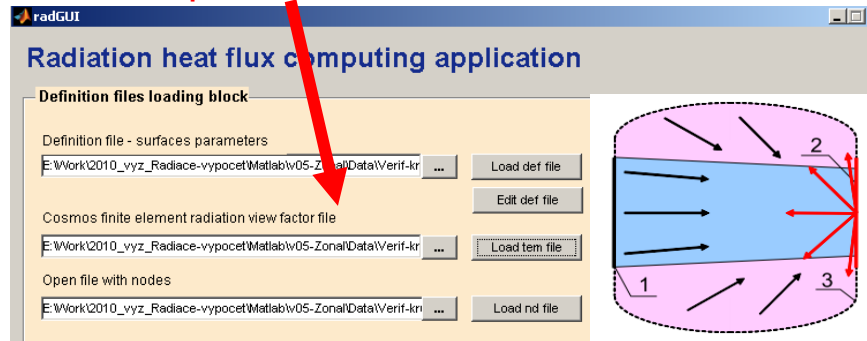 radGUI
Radiation heat flux computing application
Definition files loading block
Definition file - surfaces parameters
E:\Work\2010_vyz_Radiace-vypocet\Matlab\v05-Zonal\Data\Verif-kr ... Load def file
Edit def file
Cosmos finite element radiation view factor file
E:\Work\2010_vyz_Radiace-vypocet\Matlab\v05-Zonal\Data\Verif-kr ... Load tem file
Open file with nodes
E:\Work\2010_vyz_Radiace-vypocet\Matlab\v05-Zonal\Data\Verif-kr ... Load nd file
2
1
3